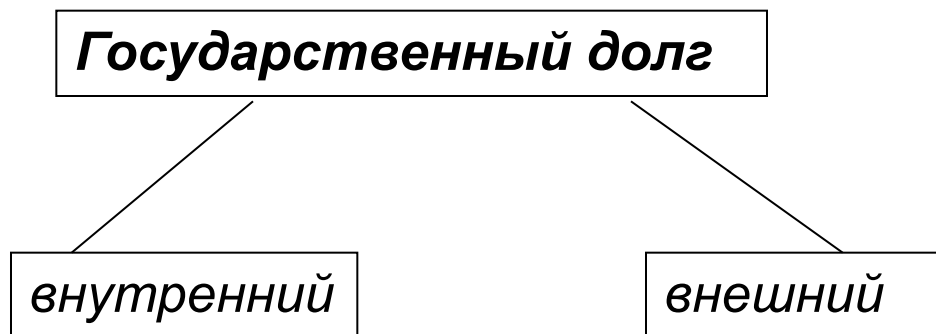 Государственный долг
внутренний
внешний